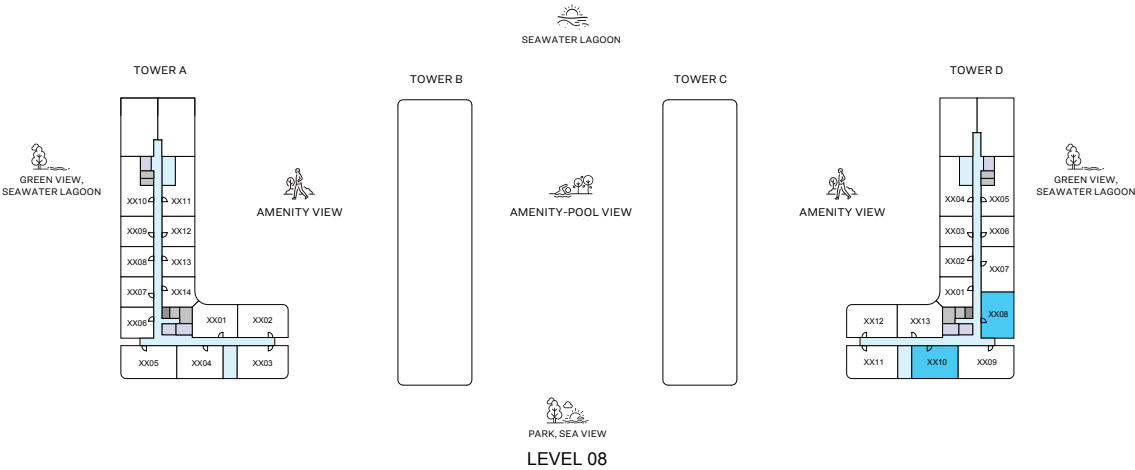 SEAWATER LAGOON
TOWER A
TOWER B
TOWER C
TOWER D
GREEN VIEW,
SEAWATER LAGOON
AMENITY VIEW
AMENITY-POOL VIEW
AMENITY VIEW
GREEN VIEW,
SEAWATER LAGOON
XX10 XX11
XX09 XX12
XX08 XX13
XX07 XX14
XX06 XX01 XX02
XX05 XX04 XX03
XX04 XX05
XX03 XX06
XX02 XX07
XX01 XX08
XX12 XX13
XX11 XX10 XX09
PARK, SEA VIEW
LEVEL 08